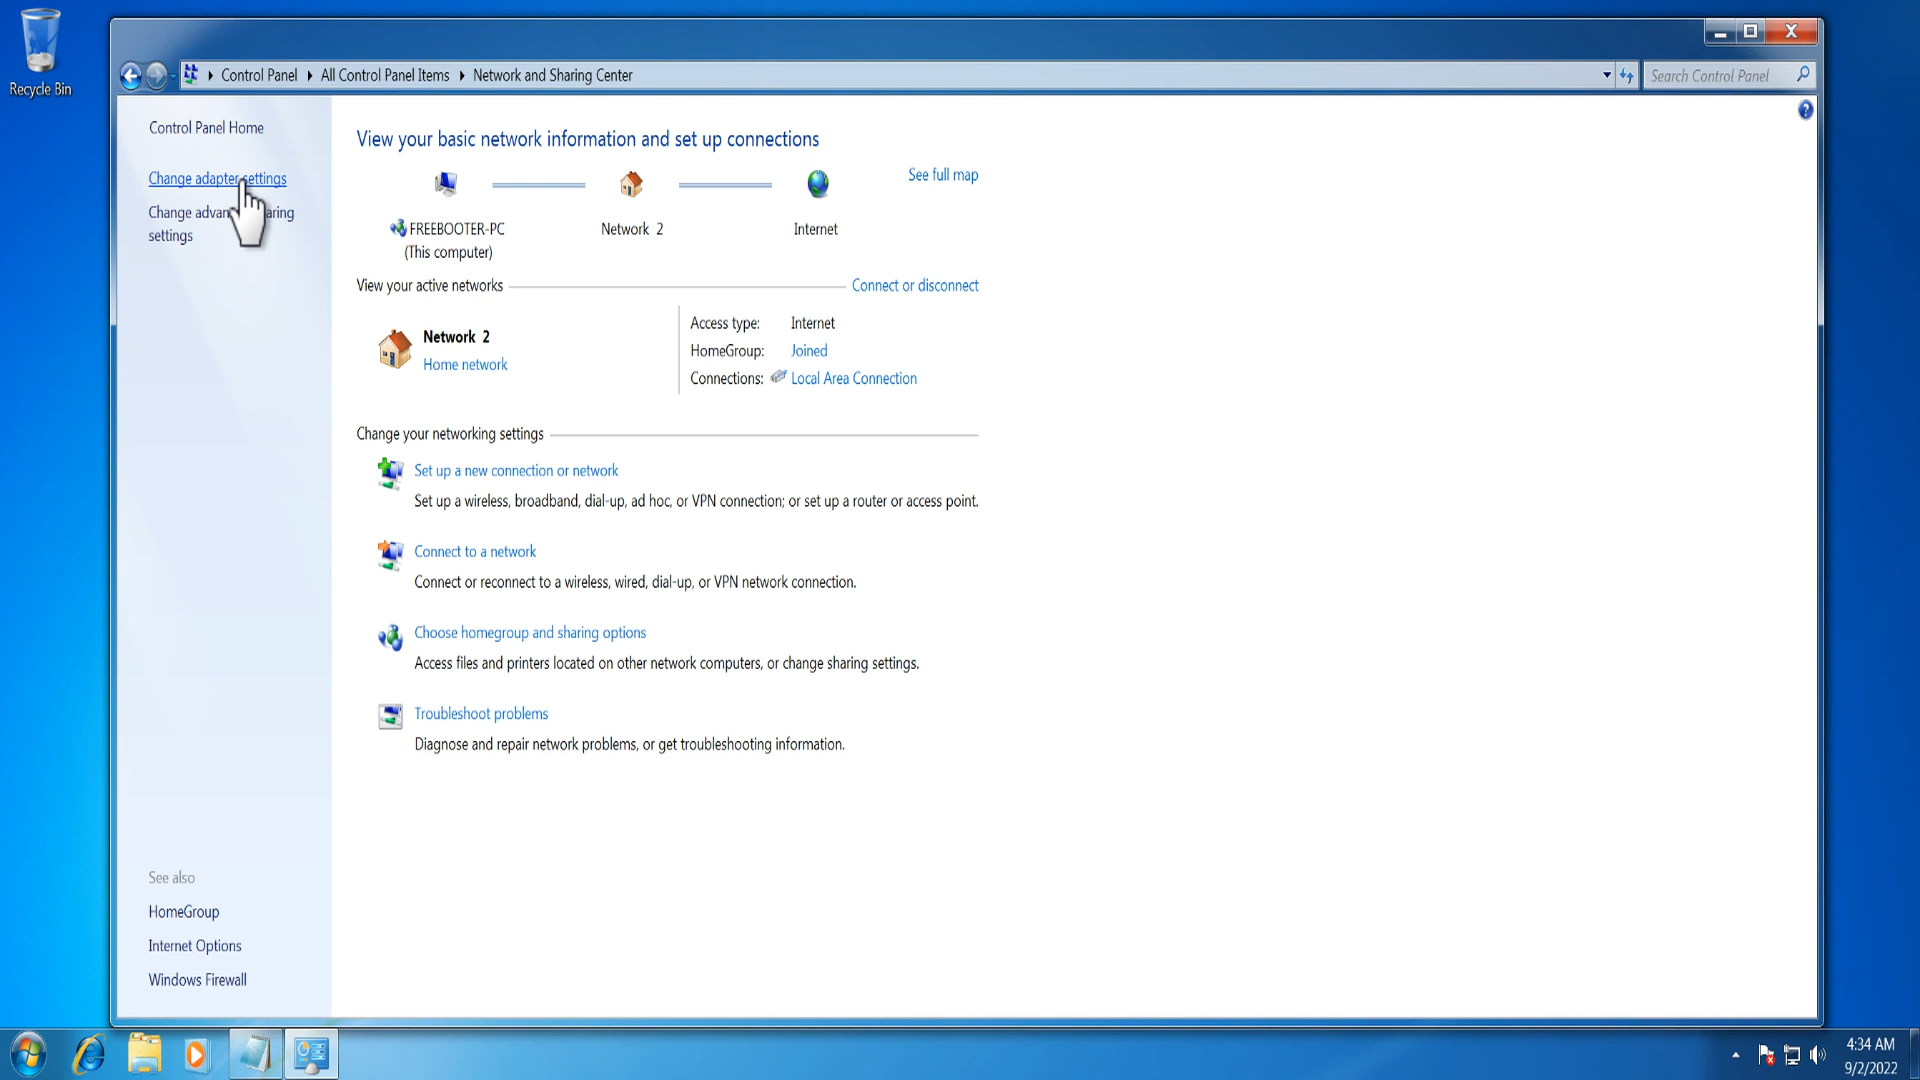 Recycle Bin
Control Panel
All Control Panel Items
Network and Sharing Center
Search Control Panel
Control Panel Home
Change adapter settings
Change advan aring
settings
See also
HomeGroup
Internet Options
Windows Firewall
View your basic network information and set up connections
See full map
FREEBOOTER-PC
(This computer)
Network 2
Internet
View your active networks
Connect or disconnect
Network 2
Home network
Access type: Internet
HomeGroup: Joined
Connections: Local Area Connection
Change your networking settings
Set up a new connection or network
Set up a wireless, broadband, dial-up, ad hoc, or VPN connection; or set up a router or access point.
Connect to a network
Connect or reconnect to a wireless, wired, dial-up, or VPN network connection.
Choose homegroup and sharing options
Access files and printers located on other network computers, or change sharing settings.
Troubleshoot problems
Diagnose and repair network problems, or get troubleshooting information.
4:34 AM
9/2/2022